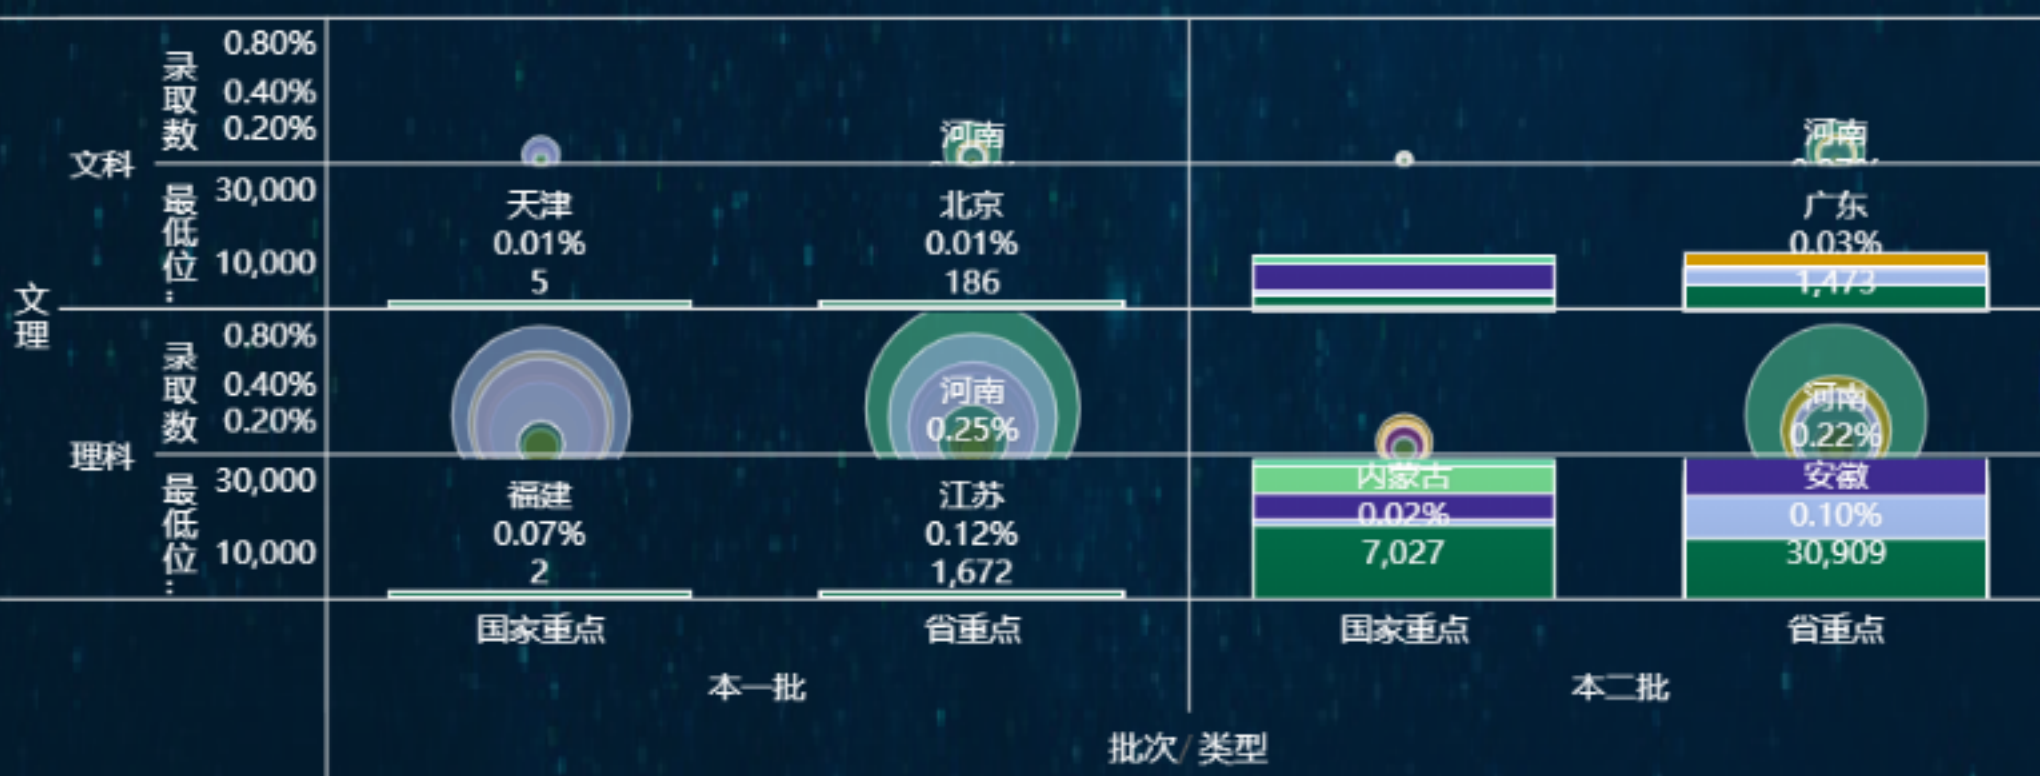 0.80%
录取数
0.40%
0.20%
河南
河南
文科
30,000
最低位:
10,000
天津
0.01%
5
北京
0.01%
186
广东
0.03%
1,473
文理
0.80%
录取数
0.40%
0.20%
河南
0.25%
河南
0.22%
理科
30,000
最低位:
10,000
福建
0.07%
2
江苏
0.12%
1,672
内蒙古
0.02%
7,027
安徽
0.10%
30,909
国家重点 省重点 国家重点 省重点
本一批 本二批
批次/类型